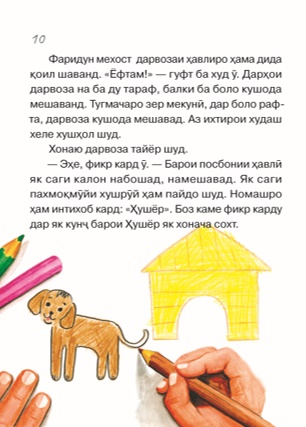 10
Фаридун мехост дарвозаи ҳавлиро ҳама дида
қоил шаванд. «Ёфтам!» — гуфт ба худ ӯ. Дарҳои
дарвоза на ба ду тараф, балки ба боло кушода
мешаванд. Тугмачаро зер мекунӣ, дар боло раф-
та, дарвоза кушода мешавад. Аз ихтирои худаш
хеле хушҳол шуд.
Хонаю дарвоза тайёр шуд.
— Эҳе, фикр кард ӯ. — Барои посбонии ҳавлӣ
як саги калон набошад, намешавад. Як саги
пахмоқмӯйи хушрӯй ҳам пайдо шуд. Номашро
ҳам интихоб кард: «Ҳушёр». Боз каме фикр карду
дар як кунҷ барои Ҳушёр як хонача сохт.